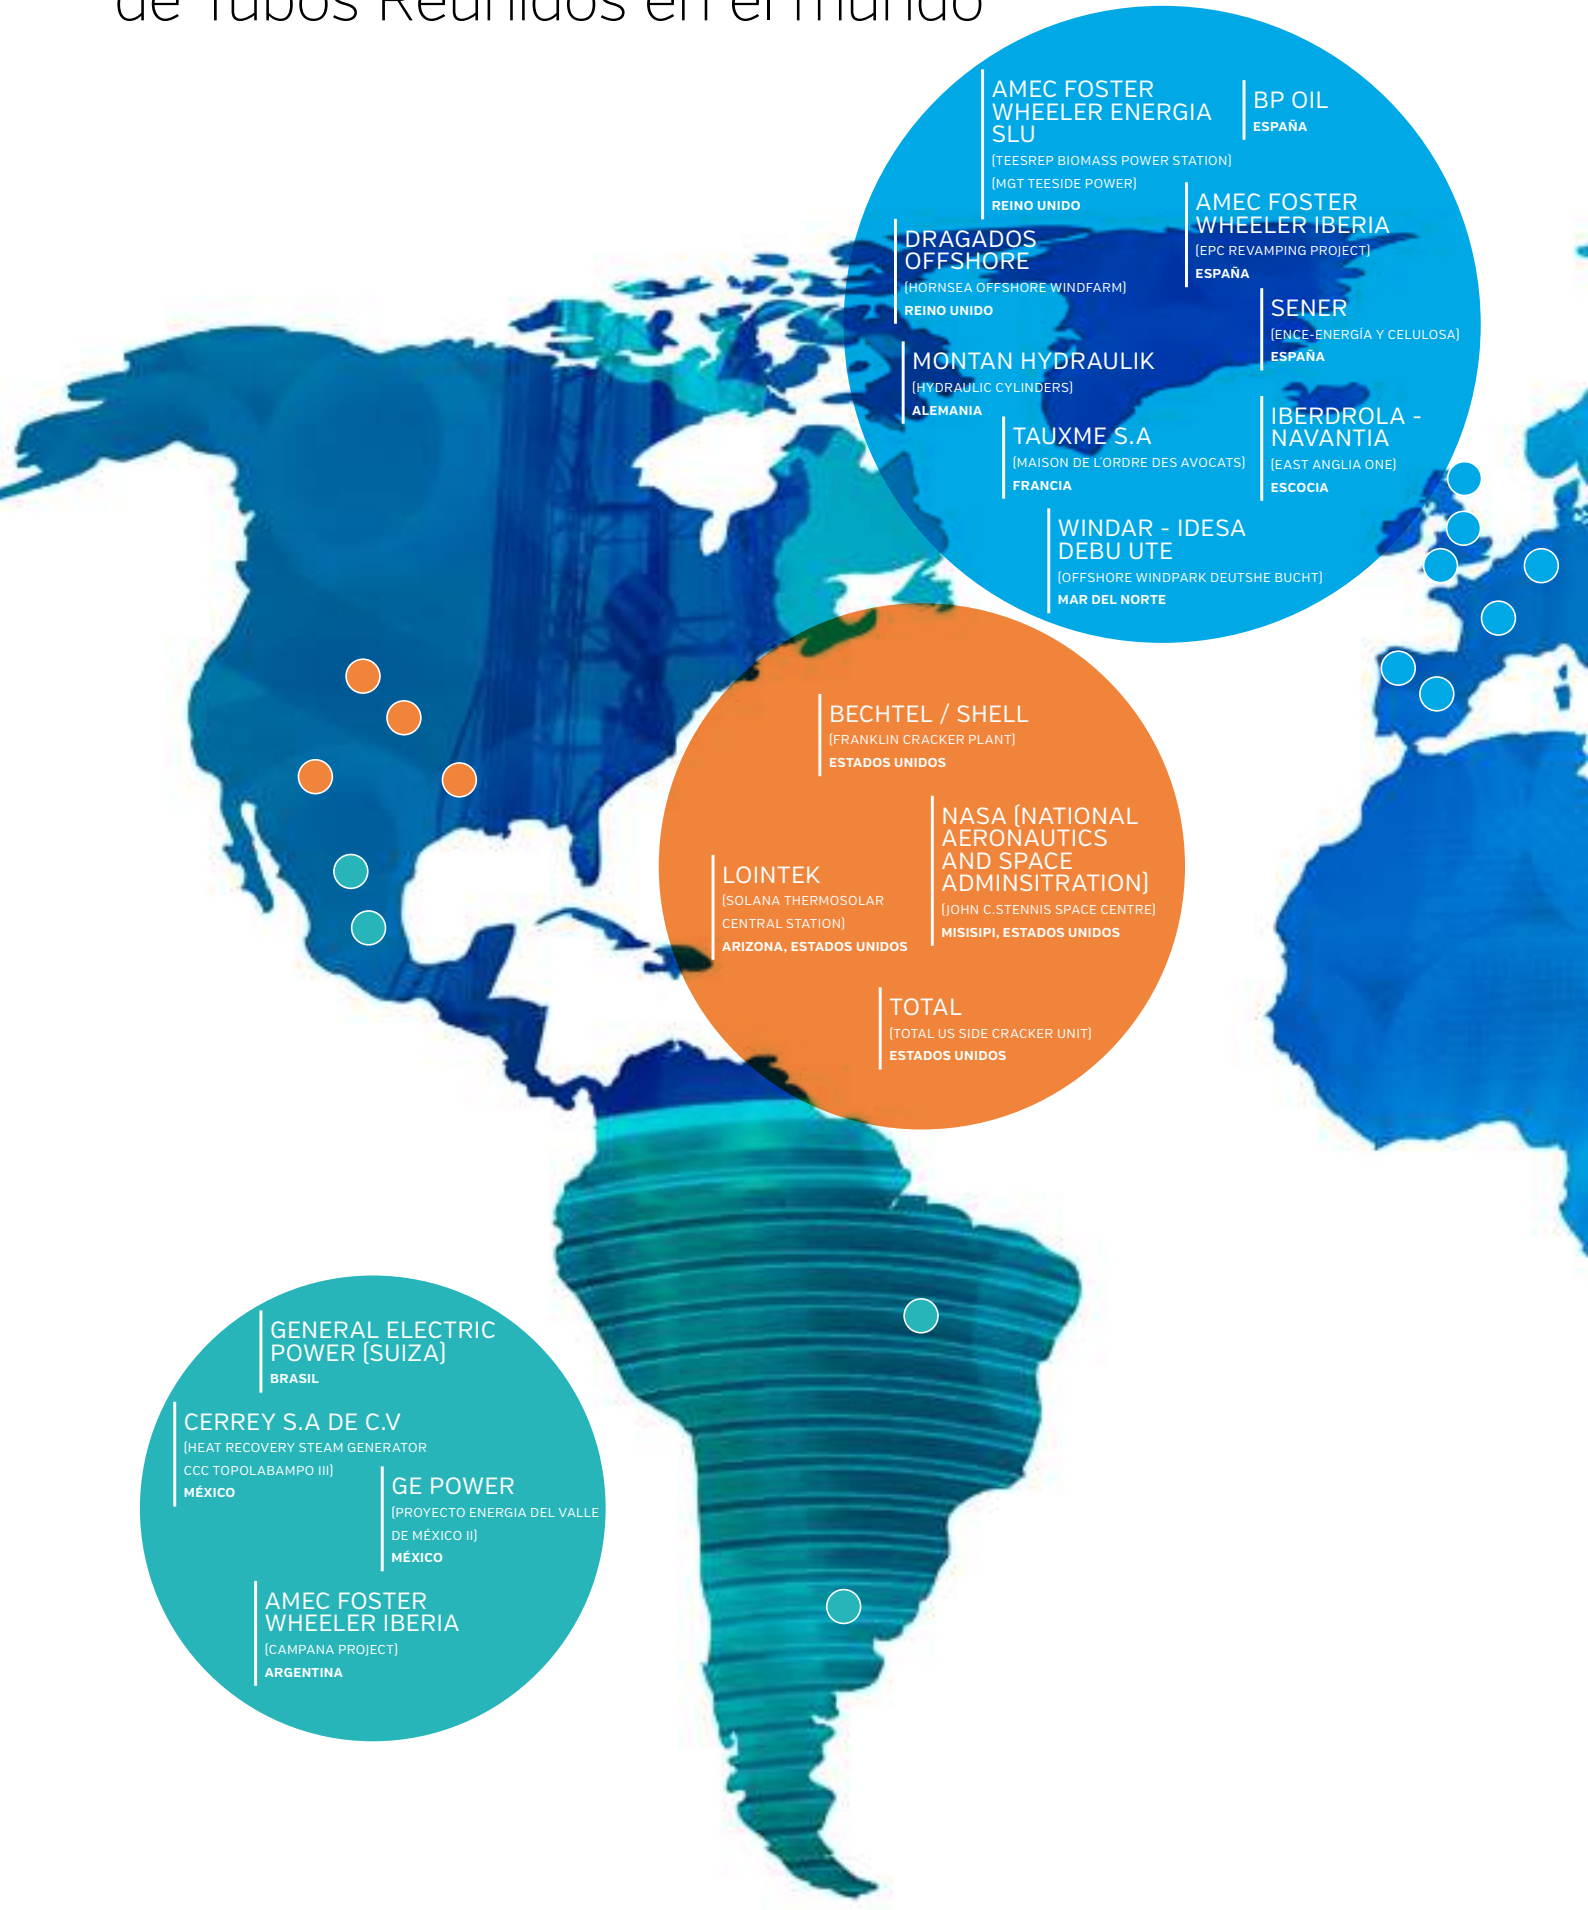 de Tubos Reunidos en el mundo
AMEC FOSTER
WHEELER ENERGIA
SLU
(TEESREP BIOMASS POWER STATION)
(MGT TEESIDE POWER)
REINO UNIDO
BP OIL
ESPAÑA
AMEC FOSTER
WHEELER IBERIA
(EPC REVAMPING PROJECT)
ESPAÑA
DRAGADOS
OFFSHORE
(HORNSEA OFFSHORE WINDFARM)
REINO UNIDO
SENER
(ENCE-ENERGÍA Y CELULOSA)
ESPAÑA
MONTAN HYDRAULIK
(HYDRAULIC CYLINDERS)
ALEMANIA
IBERDROLA -
NAVANTIA
(EAST ANGLIA ONE)
ESCOCIA
TAUXME S.A
(MAISON DE L'ORDRE DES AVOCATS)
FRANCIA
WINDAR - IDESA
DEBU UTE
(OFFSHORE WINDPARK DEUTSHE BUCHT)
MAR DEL NORTE
BECHTEL / SHELL
(FRANKLIN CRACKER PLANT)
ESTADOS UNIDOS
NASA (NATIONAL
AERONAUTICS
AND SPACE
ADMINSITRATION)
(JOHN C.STENNIS SPACE CENTRE)
MISISIPI, ESTADOS UNIDOS
LOINTEK
(SOLANA THERMOSOLAR
CENTRAL STATION)
ARIZONA, ESTADOS UNIDOS
TOTAL
(TOTAL US SIDE CRACKER UNIT)
ESTADOS UNIDOS
GENERAL ELECTRIC
POWER (SUIZA)
BRASIL
CERREY S.A DE C.V
(HEAT RECOVERY STEAM GENERATOR
CCC TOPOLABAMPO III)
MÉXICO
GE POWER
(PROYECTO ENERGIA DEL VALLE
DE MÉXICO II)
MÉXICO
AMEC FOSTER
WHEELER IBERIA
(CAMPANA PROJECT)
ARGENTINA